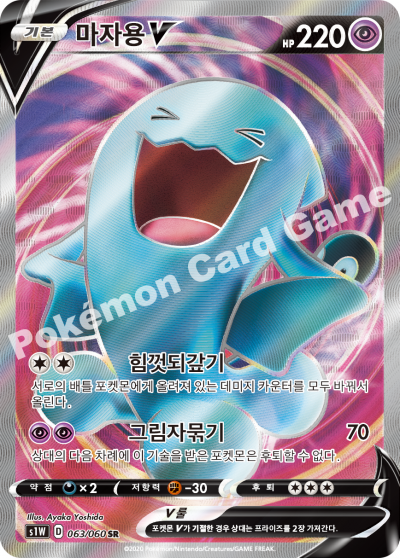 기본 마자용V HP 220
Pokémon Card Game
힘껏되갚기
서로의 배틀 포켓몬에게 올려져 있는 데미지 카운터를 모두 바꿔서
올린다.
그림자묶기 70
상대의 다음 차례에 이 기술을 받은 포켓몬은 후퇴할 수 없다.
약점 ×2 저항력 -30 후퇴
Illus. Ayaka Yoshida
s1W D 063/060 SR
V룰
포켓몬V가 기절한 경우 상대는 프라이즈를 2장 가져간다.
©2020 Pokémon/Nintendo/Creatures/GAME FREAK.